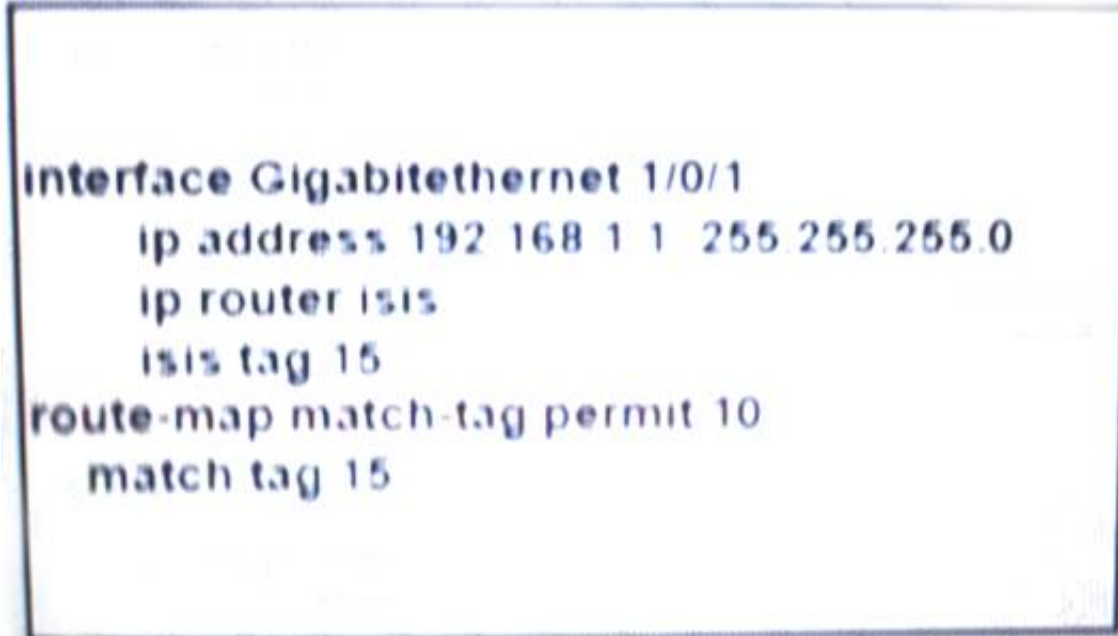 interface Gigabitethernet 1/0/1
ip address 192 168 1 1 255.255.255.0
ip router isis
isis tag 15
route-map match-tag permit 10
match tag 15